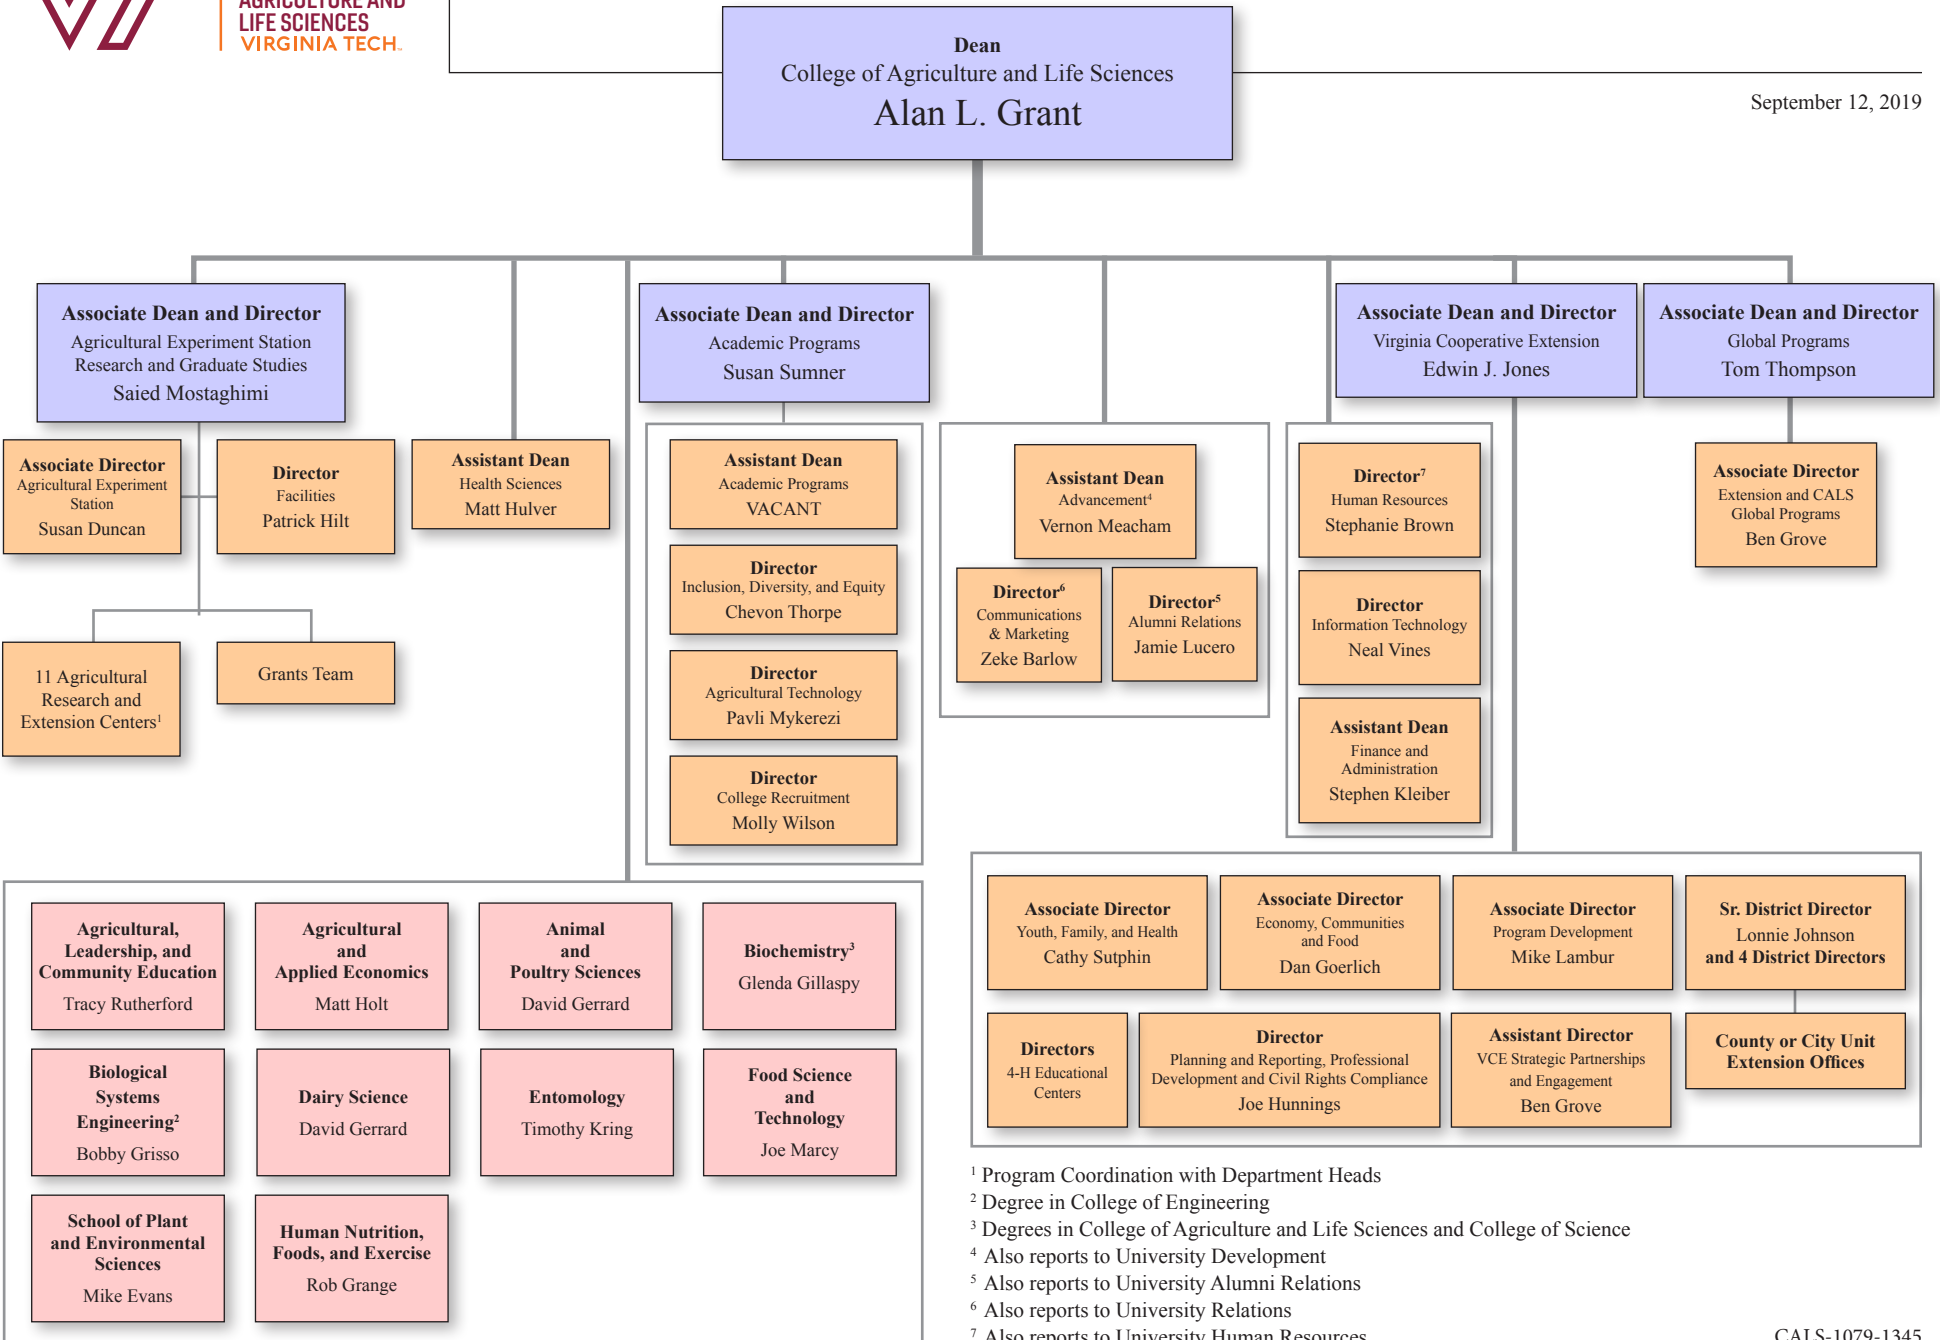 AGRICULTURE AND
LIFE SCIENCES
VIRGINIA TECH™
Dean
College of Agriculture and Life Sciences
Alan L. Grant
September 12, 2019
Associate Dean and Director
Agricultural Experiment Station
Research and Graduate Studies
Saied Mostaghimi
Associate Dean and Director
Academic Programs
Susan Sumner
Associate Dean and Director
Virginia Cooperative Extension
Edwin J. Jones
Associate Dean and Director
Global Programs
Tom Thompson
Associate Director
Agricultural Experiment
Station
Susan Duncan
Director
Facilities
Patrick Hilt
Assistant Dean
Health Sciences
Matt Hulver
11 Agricultural
Research and
Extension Centers¹
Grants Team
Assistant Dean
Academic Programs
VACANT
Director
Inclusion, Diversity, and Equity
Chevon Thorpe
Director
Agricultural Technology
Pavli Mykerezi
Director
College Recruitment
Molly Wilson
Assistant Dean
Advancement⁴
Vernon Meacham
Director⁶
Communications
& Marketing
Zeke Barlow
Director⁵
Alumni Relations
Jamie Lucero
Director⁷
Human Resources
Stephanie Brown
Director
Information Technology
Neal Vines
Assistant Dean
Finance and
Administration
Stephen Kleiber
Associate Director
Extension and CALS
Global Programs
Ben Grove
Agricultural,
Leadership, and
Community Education
Tracy Rutherford
Agricultural
and
Applied Economics
Matt Holt
Animal
and
Poultry Sciences
David Gerrard
Biochemistry³
Glenda Gillaspy
Biological
Systems
Engineering²
Bobby Grisso
Dairy Science
David Gerrard
Entomology
Timothy Kring
Food Science
and
Technology
Joe Marcy
School of Plant
and Environmental
Sciences
Mike Evans
Human Nutrition,
Foods, and Exercise
Rob Grange
Associate Director
Youth, Family, and Health
Cathy Sutphin
Associate Director
Economy, Communities
and Food
Dan Goerlich
Associate Director
Program Development
Mike Lambur
Sr. District Director
Lonnie Johnson
and 4 District Directors
Directors
4-H Educational
Centers
Director
Planning and Reporting, Professional
Development and Civil Rights Compliance
Joe Hunnings
Assistant Director
VCE Strategic Partnerships
and Engagement
Ben Grove
County or City Unit
Extension Offices
¹ Program Coordination with Department Heads
² Degree in College of Engineering
³ Degrees in College of Agriculture and Life Sciences and College of Science
⁴ Also reports to University Development
⁵ Also reports to University Alumni Relations
⁶ Also reports to University Relations
⁷ Also reports to University Human Resources
CALS-1079-1345